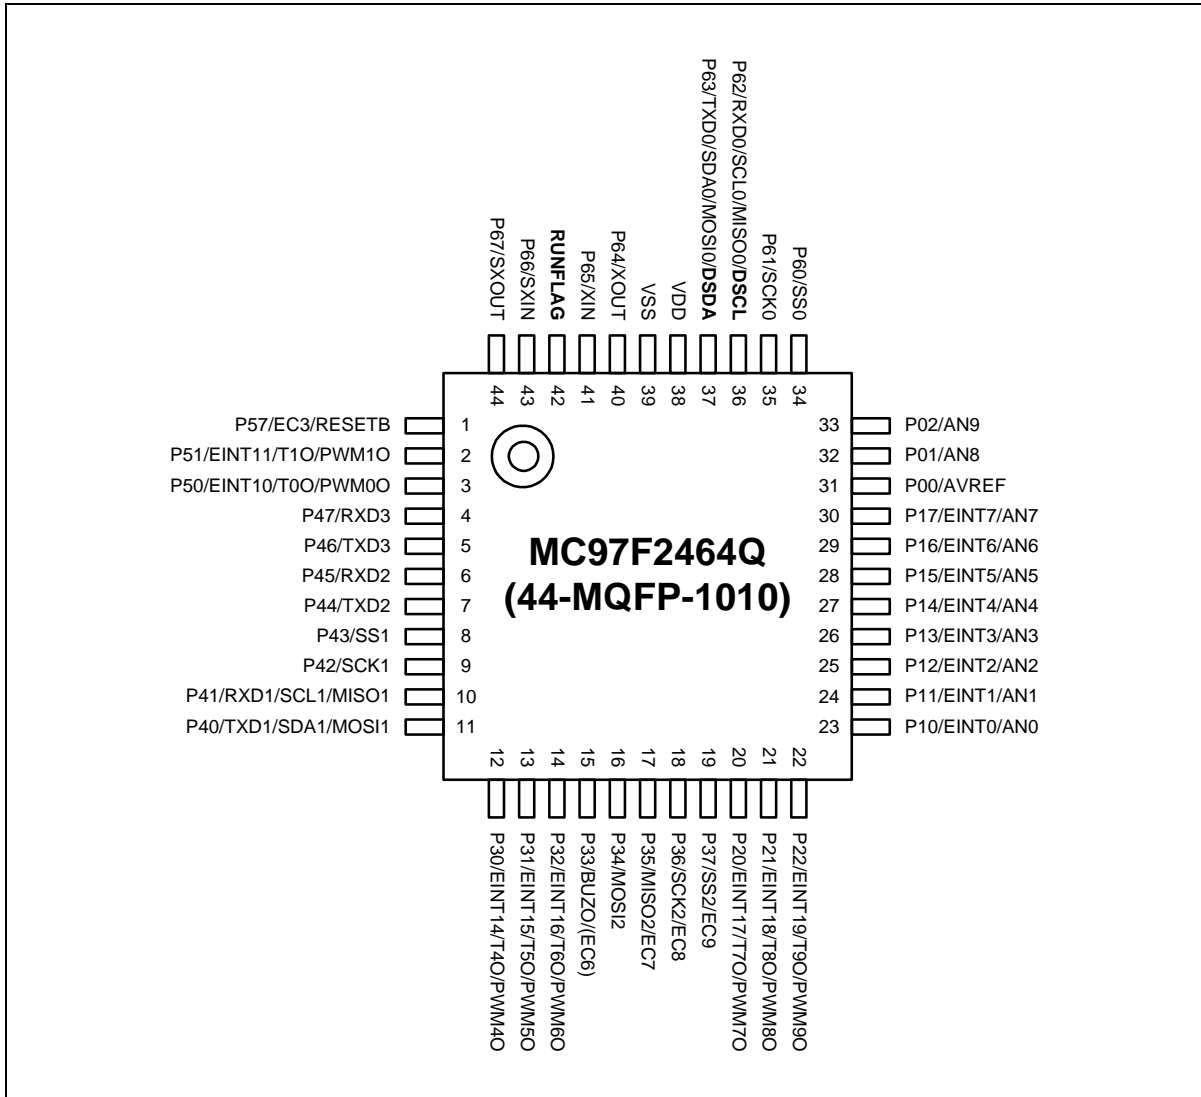 P67/SXOUT
P66/SXIN
RUNFLAG
P65/XIN
P64/XOUT
VSS
VDD
P63/TXD0/SDA0/MOSI0/DSDA
P62/RXD0/SCL0/MISO0/DSCL
P61/SCK0
P60/SS0
44
43
42
41
40
39
38
37
36
35
34
P57/EC3/RESETB
1
P51/EINT11/T1O/PWM1O
2
P50/EINT10/T0O/PWM0O
3
P47/RXD3
4
P46/TXD3
5
P45/RXD2
6
P44/TXD2
7
P43/SS1
8
P42/SCK1
9
P41/RXD1/SCL1/MISO1
10
P40/TXD1/SDA1/MOSI1
11
MC97F2464Q
(44-MQFP-1010)
33
P02/AN9
32
P01/AN8
31
P00/AVREF
30
P17/EINT7/AN7
29
P16/EINT6/AN6
28
P15/EINT5/AN5
27
P14/EINT4/AN4
26
P13/EINT3/AN3
25
P12/EINT2/AN2
24
P11/EINT1/AN1
23
P10/EINT0/AN0
12
13
14
15
16
17
18
19
20
21
22
P30/EINT14/T4O/PWM4O
P31/EINT15/T5O/PWM5O
P32/EINT16/T6O/PWM6O
P33/BUZO/(EC6)
P34/MOSI2
P35/MISO2/EC7
P36/SCK2/EC8
P37/SS2/EC9
P20/EINT17/T7O/PWM7O
P21/EINT18/T8O/PWM8O
P22/EINT19/T9O/PWM9O